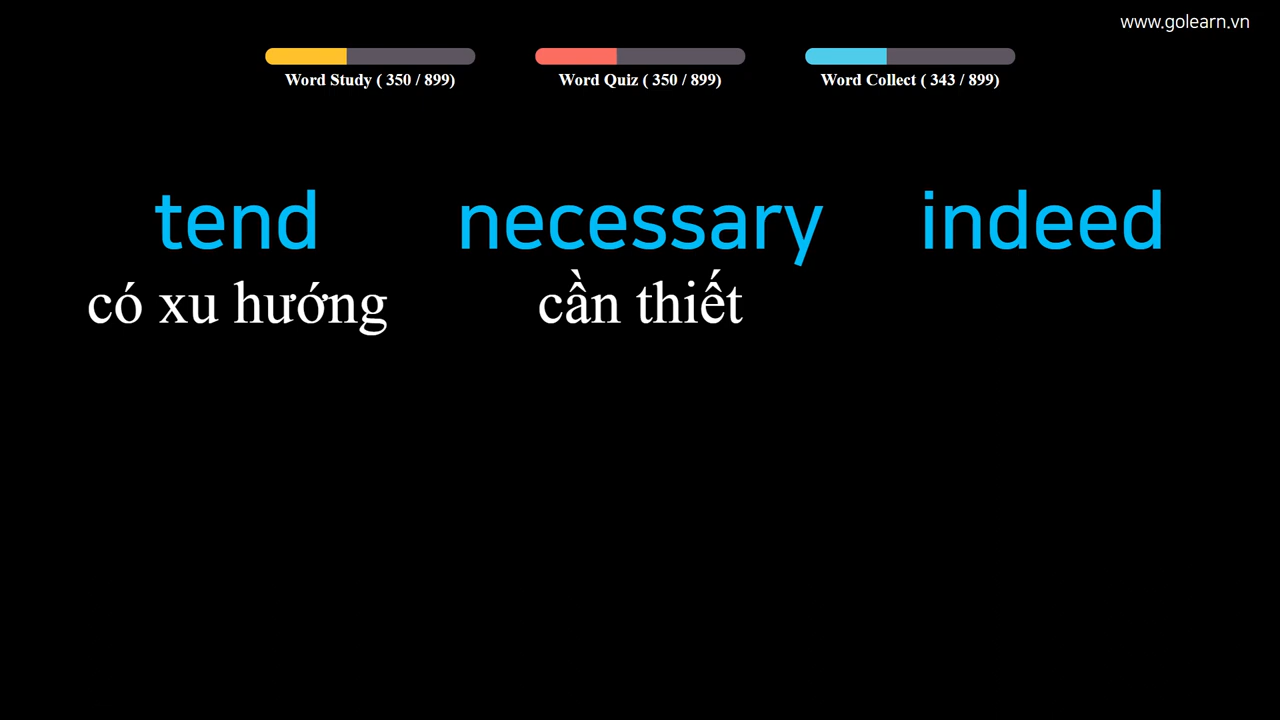 www.golearn.vn
Word Study ( 350 / 899) Word Quiz ( 350 / 899) Word Collect ( 343 / 899)
tend necessary indeed
có xu hướng cần thiết